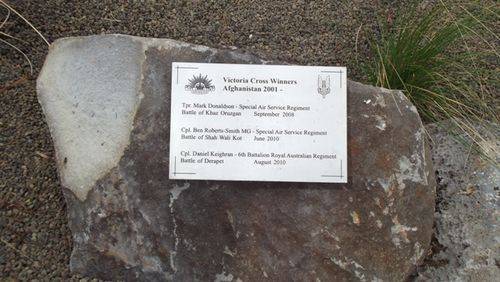 Victoria Cross Winners
Afghanistan 2001 -
Tpr. Mark Donaldson - Special Air Service Regiment
Battle of Khaz Oruzgan September 2008
Cpl. Ben Roberts-Smith MG - Special Air Service Regiment
Battle of Shah Wali Kot June 2010
Cpl. Daniel Keighran - 6th Battalion Royal Australian Regiment
Battle of Derapet August 2010